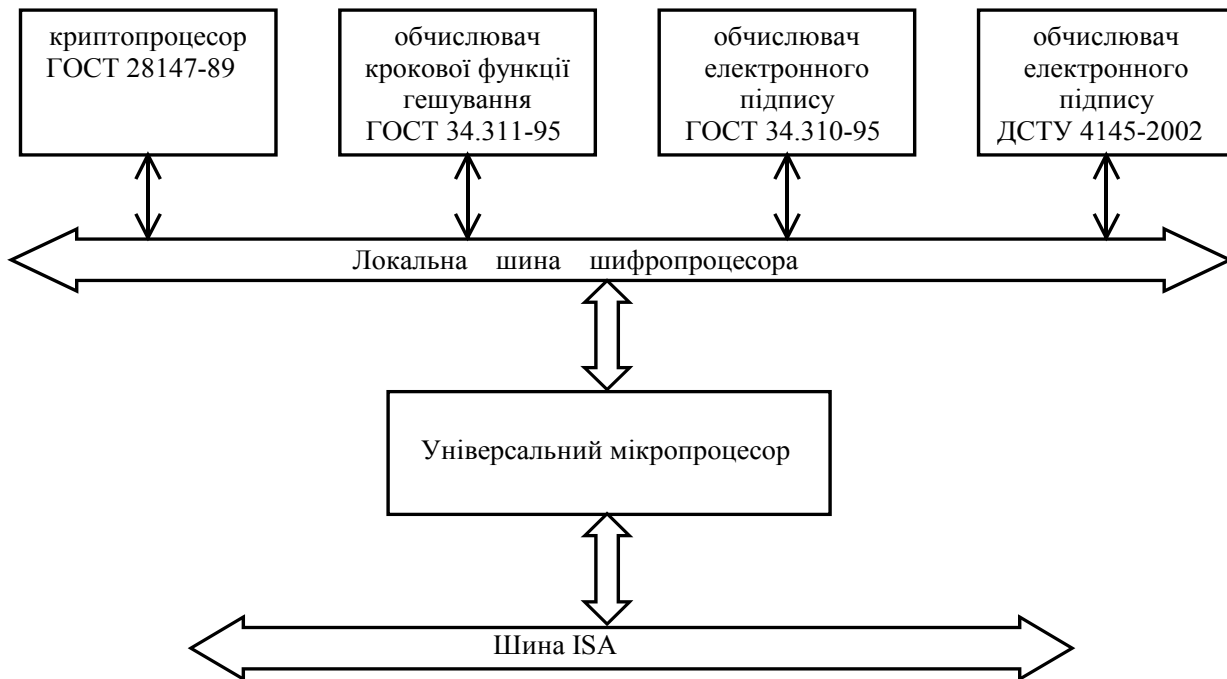 криптопроцесор
ГОСТ 28147-89
обчислювач
крокової функції
гешування
ГОСТ 34.311-95
обчислювач
електронного
підпису
ГОСТ 34.310-95
обчислювач
електронного
підпису
ДСТУ 4145-2002
Локальна шина шифропроцесора
Універсальний мікропроцесор
Шина ISA